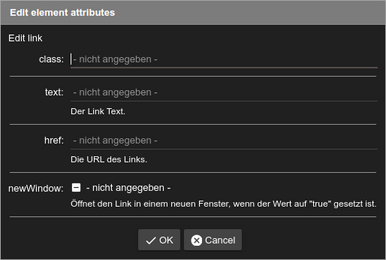 Edit element attributes
Edit link
class: - nicht angegeben -
text: - nicht angegeben -
Der Link Text.
href: - nicht angegeben -
Die URL des Links.
newWindow: - nicht angegeben -
Öffnet den Link in einem neuen Fenster, wenn der Wert auf "true" gesetzt ist.
OK Cancel